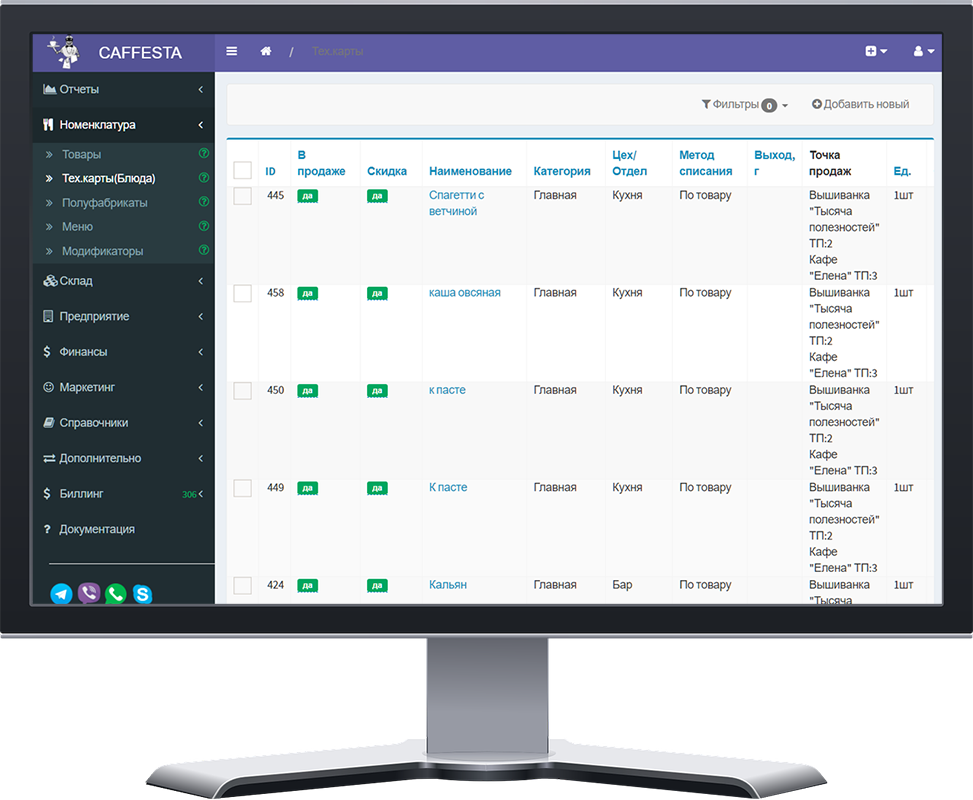 CAFFESTA
/ Тех.карты
Отчеты
Номенклатура
Товары
Тех.карты(Блюда)
Полуфабрикаты
Меню
Модификаторы
Склад
Предприятие
$ Финансы
Маркетинг
Справочники
Дополнительно
$ Биллинг 306
? Документация
Фильтры 0
Добавить новый
ID
В
продаже
Скидка
Наименование
Категория
Цех/
Отдел
Метод
списания
Выход,
г
Точка
продаж
Ед.
445 да да Спагетти с Главная Кухня По товару Вышиванка 1шт
ветчиной "Тысяча
полезностей"
ТП:2
Кафе
"Елена" ТП:3
458 да да каша овсяная Главная Кухня По товару Вышиванка 1шт
"Тысяча
полезностей"
ТП:2
Кафе
"Елена" ТП:3
450 да да к пасте Главная Кухня По товару Вышиванка 1шт
"Тысяча
полезностей"
ТП:2
Кафе
"Елена" ТП:3
449 да да К пасте Главная Кухня По товару Вышиванка 1шт
"Тысяча
полезностей"
ТП:2
Кафе
"Елена" ТП:3
424 да да Кальян Главная Бар По товару Вышиванка 1шт
"Тысяча